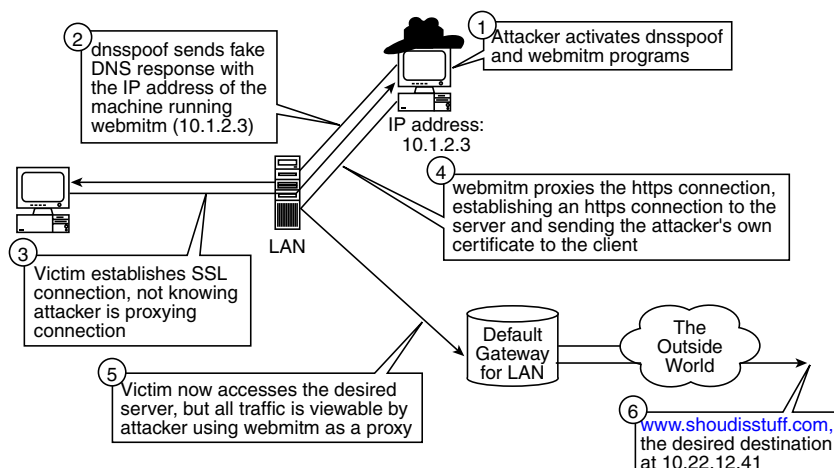 1
Attacker activates dnsspoof
and webmitm programs
2
dnsspoof sends fake
DNS response with
the IP address of the
machine running
webmitm (10.1.2.3)
IP address:
10.1.2.3
4
webmitm proxies the https connection,
establishing an https connection to the
server and sending the attacker's own
certificate to the client
LAN
3
Victim establishes SSL
connection, not knowing
attacker is proxying
connection
5
Victim now accesses the desired
server, but all traffic is viewable by
attacker using webmitm as a proxy
Default
Gateway
for LAN
The
Outside
World
6
www.shoudisstuff.com,
the desired destination
at 10.22.12.41